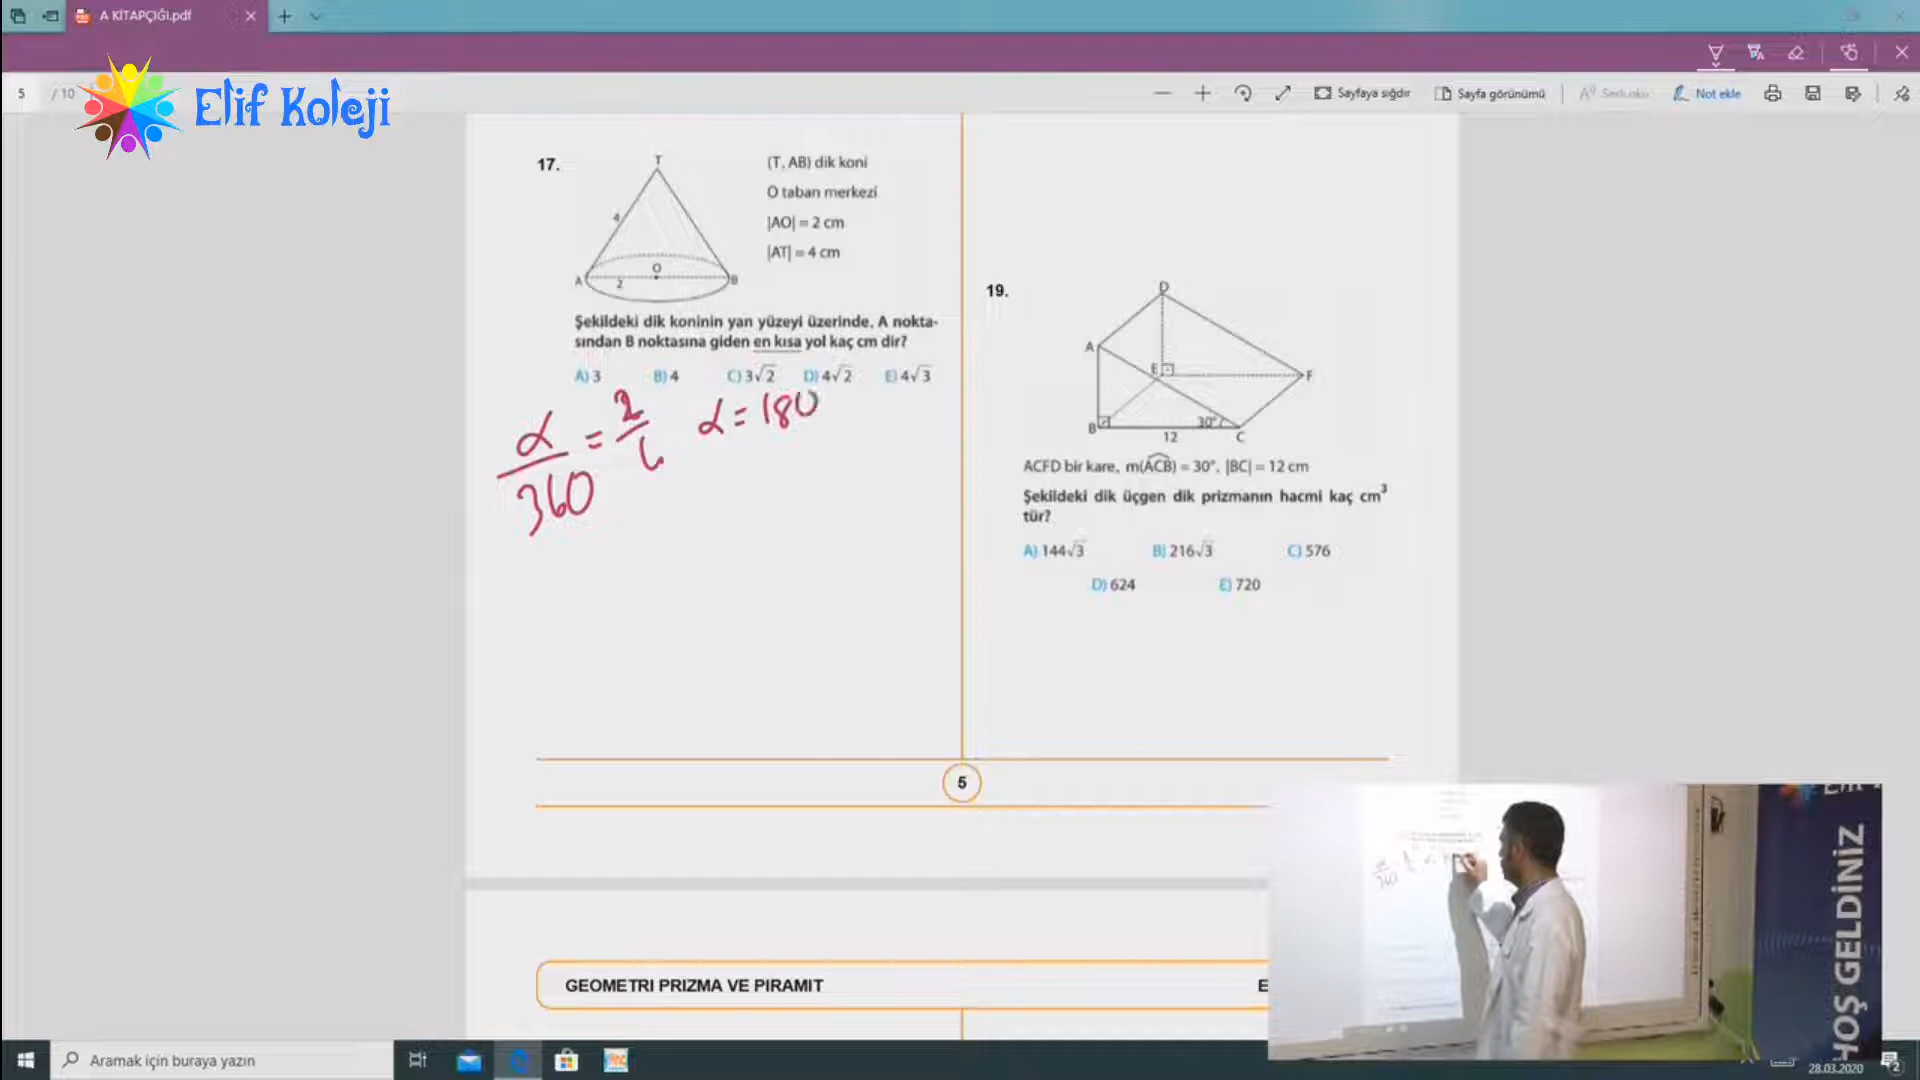 A KİTAPÇIĞI.pdf
5 / 10
Elif Koleji
Sayfaya sığdır
Sayfa görünümü
Not ekle
17.
T
4
A
O
2
B
(T, AB) dik koni
O taban merkezi
|AO| = 2 cm
|AT| = 4 cm
Şekildeki dik koninin yan yüzeyi üzerinde, A nokta-
sından B noktasına giden en kısa yol kaç cm dir?
A) 3 B) 4 C) 3√2 D) 4√2 E) 4√3
α/360 = 2/4 α = 180
19.
D
A
E
F
B
30°
12
C
ACFD bir kare, m(ACB) = 30°, |BC| = 12 cm
Şekildeki dik üçgen dik prizmanın hacmi kaç cm³
tür?
A) 144√3 B) 216√3 C) 576
D) 624 E) 720
5
GEOMETRİ PRİZMA VE PİRAMİT
E
HOŞ GELDİNİZ
Aramak için buraya yazın
28.03.2020
2